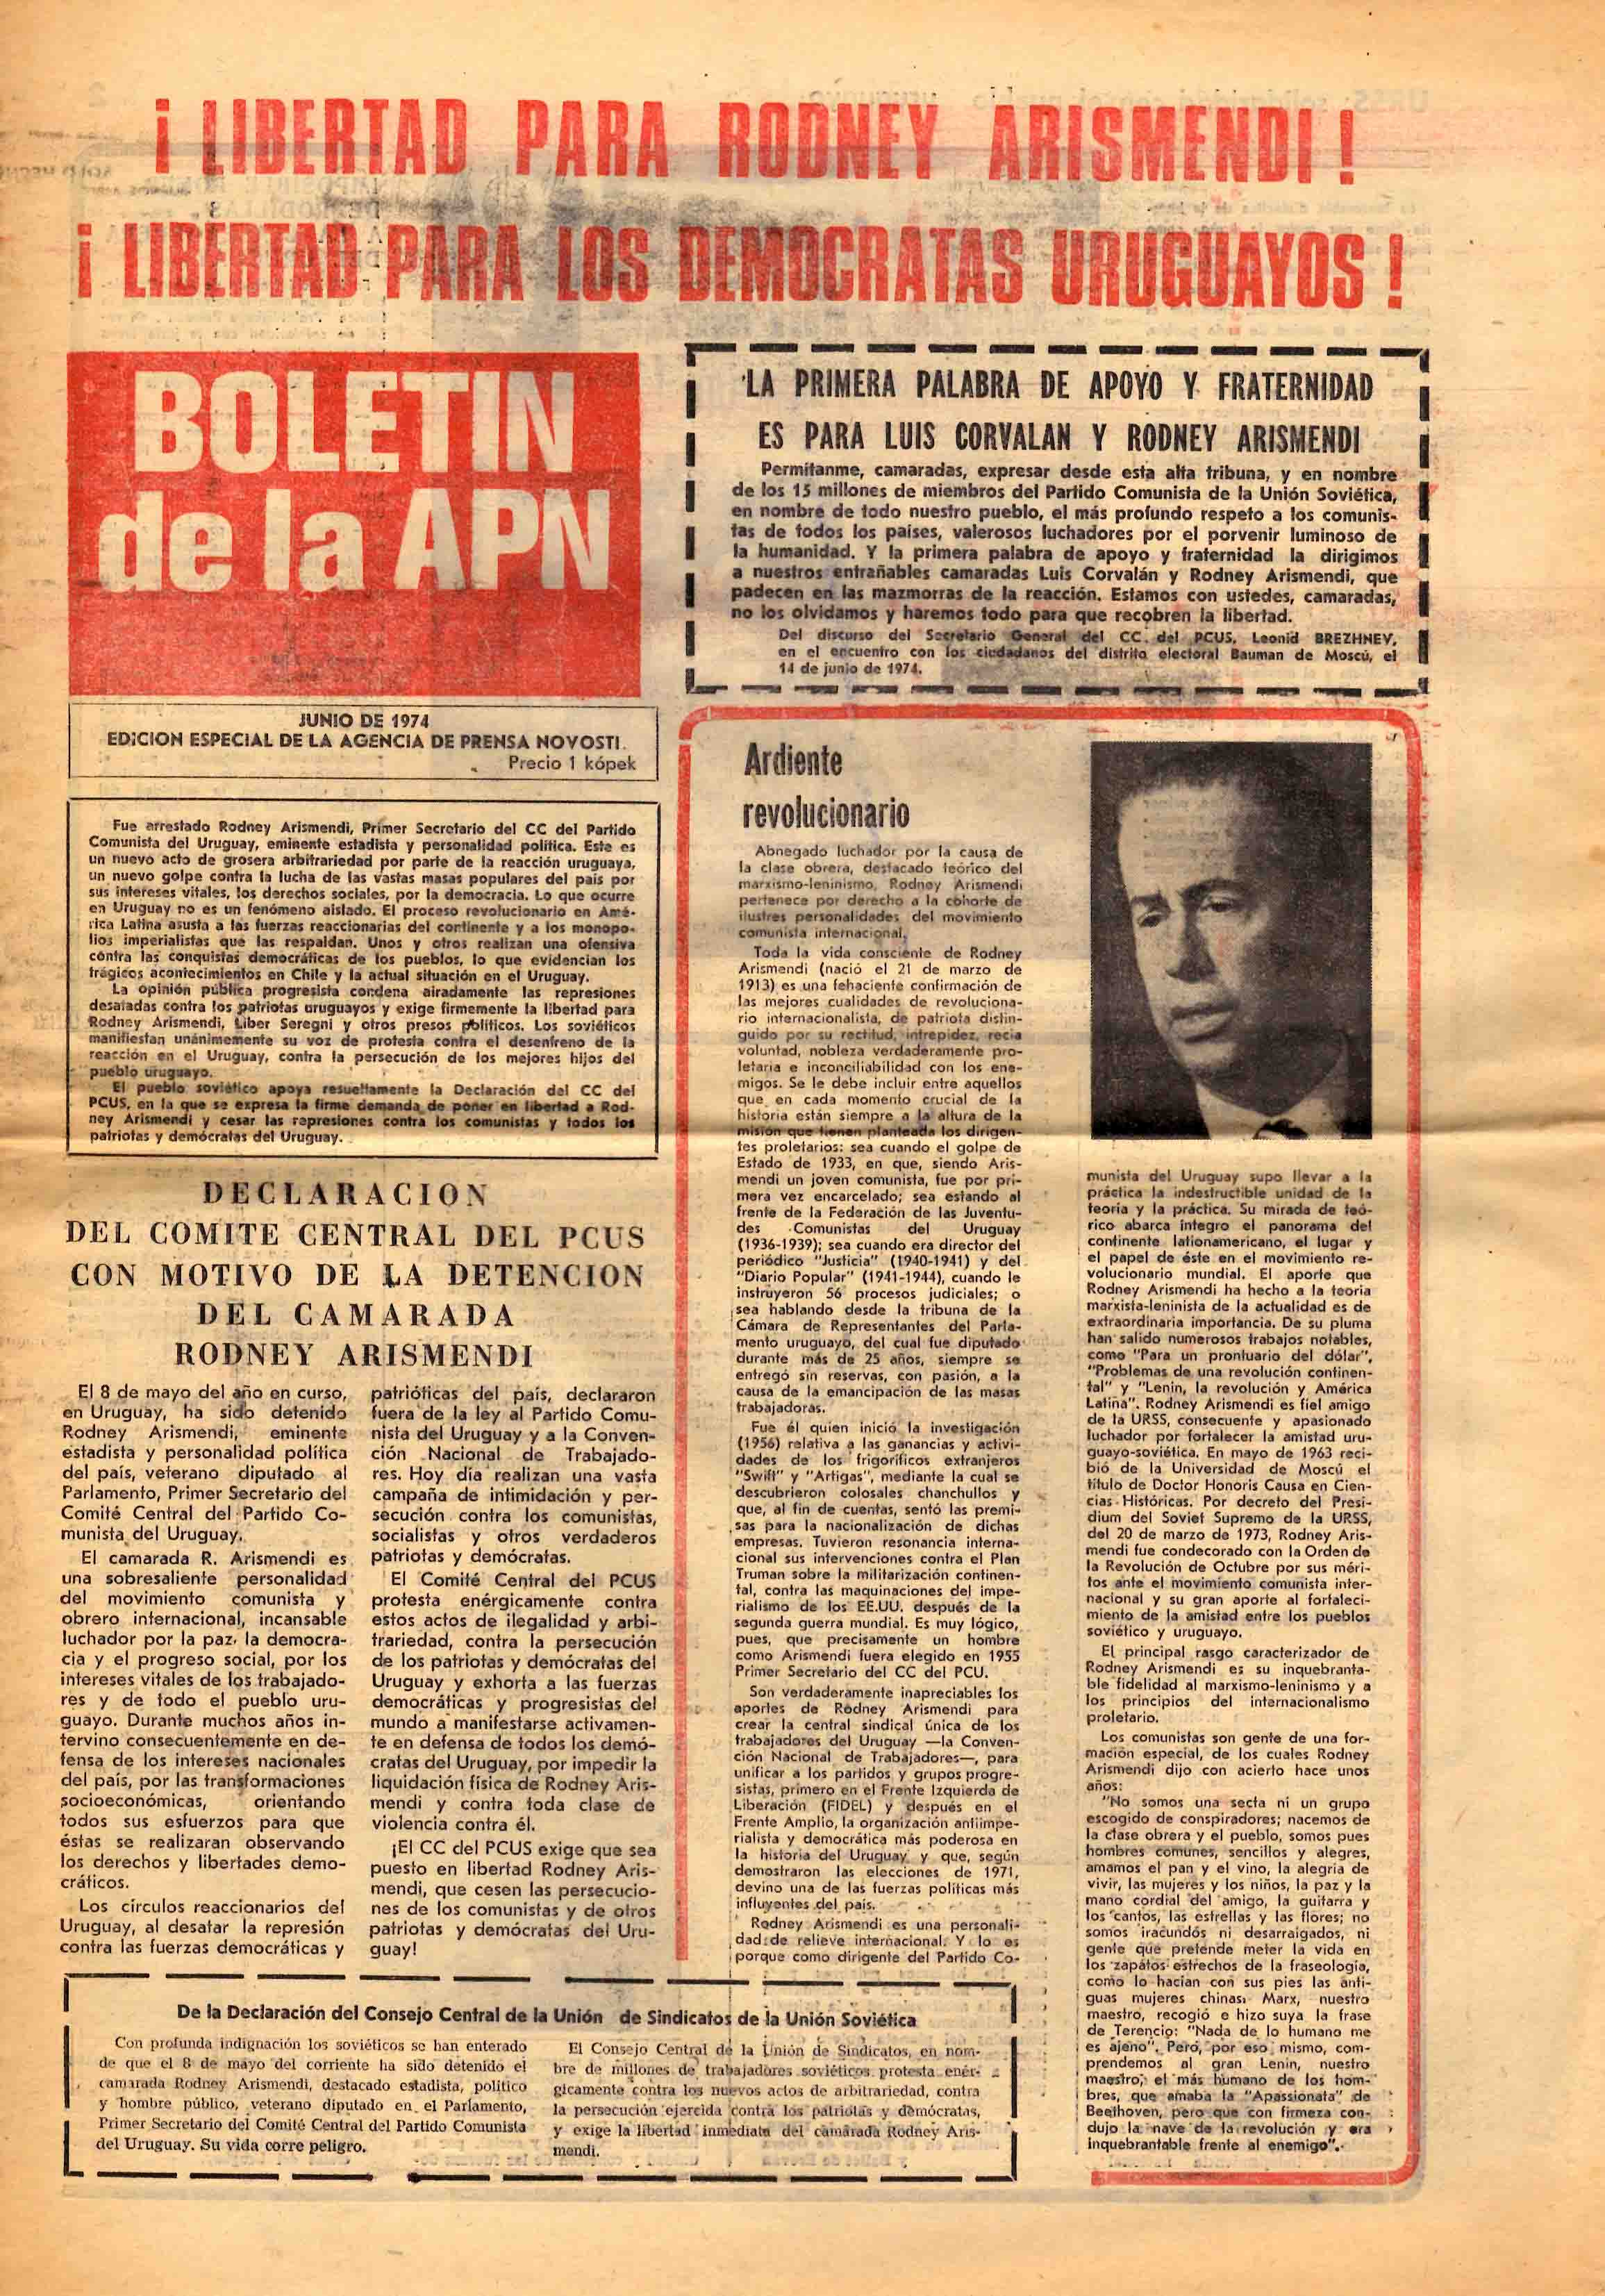 ¡ LIBERTAD PARA RODNEY ARISMENDI !
¡ LIBERTAD PARA LOS DEMOCRATAS URUGUAYOS !
BOLETIN
de la APN
JUNIO DE 1974
EDICION ESPECIAL DE LA AGENCIA DE PRENSA NOVOSTI.
Precio 1 kópek
LA PRIMERA PALABRA DE APOYO Y FRATERNIDAD
ES PARA LUIS CORVALAN Y RODNEY ARISMENDI
Permítanme, camaradas, expresar desde esta alta tribuna, y en nombre
de los 15 millones de miembros del Partido Comunista de la Unión Soviética,
en nombre de todo nuestro pueblo, el más profundo respeto a los comunis-
tas de todos los países, valerosos luchadores por el porvenir luminoso de
la humanidad. Y la primera palabra de apoyo y fraternidad la dirigimos
a nuestros entrañables camaradas Luis Corvalán y Rodney Arismendi, que
padecen en las mazmorras de la reacción. Estamos con ustedes, camaradas,
no los olvidamos y haremos todo para que recobren la libertad.
Del discurso del Secretario General del CC del PCUS, Leonid BREZHNEV,
en el encuentro con los ciudadanos del distrito electoral Bauman de Moscú, el
14 de junio de 1974.
Fue arrestado Rodney Arismendi, Primer Secretario del CC del Partido
Comunista del Uruguay, eminente estadista y personalidad política. Este es
un nuevo acto de grosera arbitrariedad por parte de la reacción uruguaya,
un nuevo golpe contra la lucha de las vastas masas populares del país por
sus intereses vitales, los derechos sociales, por la democracia. Lo que ocurre
en Uruguay no es un fenómeno aislado. El proceso revolucionario en Amé-
rica Latina asusta a las fuerzas reaccionarias del continente y a los monopo-
lios imperialistas que las respaldan. Unos y otros realizan una ofensiva
contra las conquistas democráticas de los pueblos, lo que evidencian los
trágicos acontecimientos en Chile y la actual situación en el Uruguay.
La opinión pública progresista condena airadamente las represiones
desatadas contra los patriotas uruguayos y exige firmemente la libertad para
Rodney Arismendi, Liber Seregni y otros presos políticos. Los soviéticos
manifiestan unánimemente su voz de protesta contra el desenfreno de la
reacción en el Uruguay, contra la persecución de los mejores hijos del
pueblo uruguayo.
El pueblo soviético apoya resueltamente la Declaración del CC del
PCUS, en la que se expresa la firme demanda de poner en libertad a Rod-
ney Arismendi y cesar las represiones contra los comunistas y todos los
patriotas y demócratas del Uruguay.
DECLARACION
DEL COMITE CENTRAL DEL PCUS
CON MOTIVO DE LA DETENCION
DEL CAMARADA
RODNEY ARISMENDI
El 8 de mayo del año en curso,
en Uruguay, ha sido detenido
Rodney Arismendi, eminente
estadista y personalidad política
del país, veterano diputado al
Parlamento, Primer Secretario del
Comité Central del Partido Co-
munista del Uruguay.
El camarada R. Arismendi es
una sobresaliente personalidad
del movimiento comunista y
obrero internacional, incansable
luchador por la paz, la democra-
cia y el progreso social, por los
intereses vitales de los trabajado-
res y de todo el pueblo uru-
guayo. Durante muchos años in-
tervino consecuentemente en de-
fensa de los intereses nacionales
del país, por las transformaciones
socioeconómicas, orientando
todos sus esfuerzos para que
éstas se realizaran observando
los derechos y libertades demo-
cráticos.
Los círculos reaccionarios del
Uruguay, al desatar la represión
contra las fuerzas democráticas y
patrióticas del país, declararon
fuera de la ley al Partido Comu-
nista del Uruguay y a la Conven-
ción Nacional de Trabajado-
res. Hoy día realizan una vasta
campaña de intimidación y per-
secución contra los comunistas,
socialistas y otros verdaderos
patriotas y demócratas.
El Comité Central del PCUS
protesta enérgicamente contra
estos actos de ilegalidad y arbi-
trariedad, contra la persecución
de los patriotas y demócratas del
Uruguay y exhorta a las fuerzas
democráticas y progresistas del
mundo a manifestarse activamen-
te en defensa de todos los demó-
cratas del Uruguay, por impedir la
liquidación física de Rodney Aris-
mendi y contra toda clase de
violencia contra él.
¡El CC del PCUS exige que sea
puesto en libertad Rodney Aris-
mendi, que cesen las persecucio-
nes de los comunistas y de otros
patriotas y demócratas del Uru-
guay!
Ardiente
revolucionario
Abnegado luchador por la causa de
la clase obrera, destacado teórico del
marxismo-leninismo, Rodney Arismendi
pertenece por derecho a la cohorte de
ilustres personalidades del movimiento
comunista internacional.
Toda la vida consciente de Rodney
Arismendi (nació el 21 de marzo de
1913) es una fehaciente confirmación de
las mejores cualidades de revoluciona-
rio internacionalista, de patriota distin-
guido por su rectitud, intrepidez, recia
voluntad, nobleza verdaderamente pro-
letaria e inconciliabilidad con los ene-
migos. Se le debe incluir entre aquellos
que en cada momento crucial de la
historia están siempre a la altura de la
misión que tienen planteada los dirigen-
tes proletarios: sea cuando el golpe de
Estado de 1933, en que, siendo Aris-
mendi un joven comunista, fue por pri-
mera vez encarcelado; sea estando al
frente de la Federación de las Juventu-
des Comunistas del Uruguay
(1936-1939); sea cuando era director del
periódico "Justicia" (1940-1941) y del
"Diario Popular" (1941-1944), cuando le
instruyeron 56 procesos judiciales; o
sea hablando desde la tribuna de la
Cámara de Representantes del Parla-
mento uruguayo, del cual fue diputado
durante más de 25 años, siempre se
entregó sin reservas, con pasión, a la
causa de la emancipación de las masas
trabajadoras.
Fue él quien inició la investigación
(1956) relativa a las ganancias y activi-
dades de los frigoríficos extranjeros
"Swift" y "Artigas", mediante la cual se
descubrieron colosales chanchullos y
que, al fin de cuentas, sentó las premi-
sas para la nacionalización de dichas
empresas. Tuvieron resonancia interna-
cional sus intervenciones contra el Plan
Truman sobre la militarización continen-
tal, contra las maquinaciones del impe-
rialismo de los EE.UU. después de la
segunda guerra mundial. Es muy lógico,
pues, que precisamente un hombre
como Arismendi fuera elegido en 1955
Primer Secretario del CC del PCU.
Son verdaderamente inapreciables los
aportes de Rodney Arismendi para
crear la central sindical única de los
trabajadores del Uruguay —la Conven-
ción Nacional de Trabajadores—, para
unificar a los partidos y grupos progre-
sistas, primero en el Frente Izquierda de
Liberación (FIDEL) y después en el
Frente Amplio, la organización antiimpe-
rialista y democrática más poderosa en
la historia del Uruguay y que, según
demostraron las elecciones de 1971,
devino una de las fuerzas políticas más
influyentes del país.
Rodney Arismendi es una personali-
dad de relieve internacional. Y lo es
porque como dirigente del Partido Co-
munista del Uruguay supo llevar a la
práctica la indestructible unidad de la
teoría y la práctica. Su mirada de teó-
rico abarca íntegro el panorama del
continente lationamericano, el lugar y
el papel de éste en el movimiento re-
volucionario mundial. El aporte que
Rodney Arismendi ha hecho a la teoría
marxista-leninista de la actualidad es de
extraordinaria importancia. De su pluma
han salido numerosos trabajos notables,
como "Para un prontuario del dólar",
"Problemas de una revolución continen-
tal" y "Lenin, la revolución y América
Latina". Rodney Arismendi es fiel amigo
de la URSS, consecuente y apasionado
luchador por fortalecer la amistad uru-
guayo-soviética. En mayo de 1963 reci-
bió de la Universidad de Moscú el
título de Doctor Honoris Causa en Cien-
cias Históricas. Por decreto del Presi-
dium del Soviet Supremo de la URSS,
del 20 de marzo de 1973, Rodney Aris-
mendi fue condecorado con la Orden de
la Revolución de Octubre por sus méri-
tos ante el movimiento comunista inter-
nacional y su gran aporte al fortaleci-
miento de la amistad entre los pueblos
soviético y uruguayo.
El principal rasgo caracterizador de
Rodney Arismendi es su inquebranta-
ble fidelidad al marxismo-leninismo y a
los principios del internacionalismo
proletario.
Los comunistas son gente de una for-
mación especial, de los cuales Rodney
Arismendi dijo con acierto hace unos
años:
"No somos una secta ni un grupo
escogido de conspiradores; nacemos de
la clase obrera y el pueblo, somos pues
hombres comunes, sencillos y alegres,
amamos el pan y el vino, la alegría de
vivir, las mujeres y los niños, la paz y la
mano cordial del amigo, la guitarra y
los cantos, las estrellas y las flores; no
somos iracundos ni desarraigados, ni
gente que pretende meter la vida en
los zapatos estrechos de la fraseología,
como lo hacían con sus pies las anti-
guas mujeres chinas. Marx, nuestro
maestro, recogió e hizo suya la frase
de Terencio: "Nada de lo humano me
es ajeno". Pero, por eso mismo, com-
prendemos al gran Lenin, nuestro
maestro, el más humano de los hom-
bres, que amaba la "Apassionata" de
Beethoven, pero que con firmeza con-
dujo la nave de la revolución y era
inquebrantable frente al enemigo".
De la Declaración del Consejo Central de la Unión de Sindicatos de la Unión Soviética
Con profunda indignación los soviéticos se han enterado
de que el 8 de mayo del corriente ha sido detenido el
camarada Rodney Arismendi, destacado estadista, político
y hombre público, veterano diputado en el Parlamento,
Primer Secretario del Comité Central del Partido Comunista
del Uruguay. Su vida corre peligro.
El Consejo Central de la Unión de Sindicatos, en nom-
bre de millones de trabajadores soviéticos protesta enér-
gicamente contra los nuevos actos de arbitrariedad, contra
la persecución ejercida contra los patriotas y demócratas,
y exige la libertad inmediata del camarada Rodney Aris-
mendi.